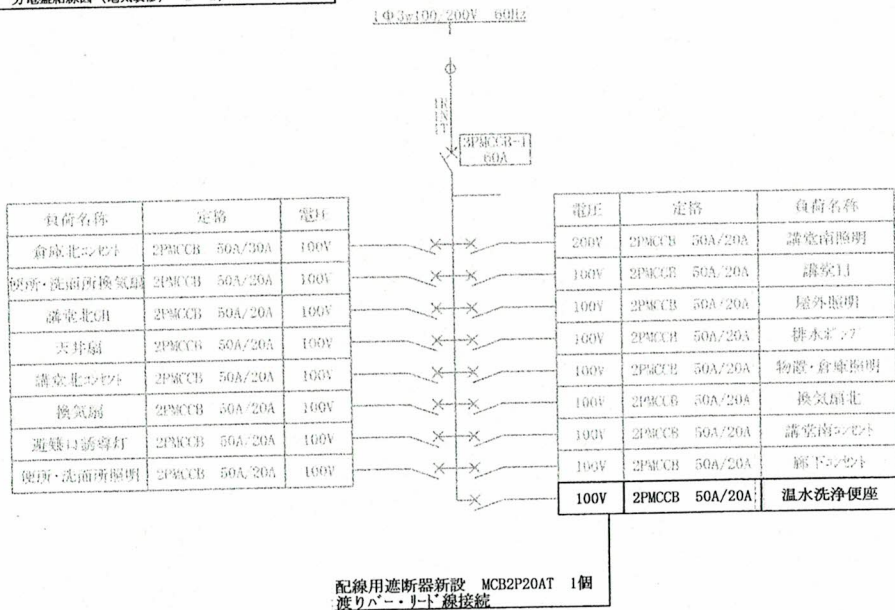 1Φ3w100/200V 60Hz
1R
1N
1T
3PMCCB-1
60A
負荷名称 定格 電圧
倉庫北コンセント 2PMCCB 50A/30A 100V
便所・洗面所換気扇 2PMCCB 50A/20A 100V
講堂北 2PMCCB 50A/20A 100V
天井扇 2PMCCB 50A/20A 100V
講堂北コンセント 2PMCCB 50A/20A 100V
換気扇 2PMCCB 50A/20A 100V
避難口誘導灯 2PMCCB 50A/20A 100V
便所・洗面所照明 2PMCCB 50A/20A 100V
電圧 定格 負荷名称
200V 2PMCCB 50A/20A 講堂南照明
100V 2PMCCB 50A/20A 講堂
100V 2PMCCB 50A/20A 屋外照明
100V 2PMCCB 50A/20A 排水ポンプ
100V 2PMCCB 50A/20A 物置・倉庫照明
100V 2PMCCB 50A/20A 換気扇北
100V 2PMCCB 50A/20A 講堂南コンセント
100V 2PMCCB 50A/20A 廊下コンセント
100V 2PMCCB 50A/20A 温水洗浄便座
配線用遮断器新設 MCB2P20AT 1個
渡りバー・リード線接続